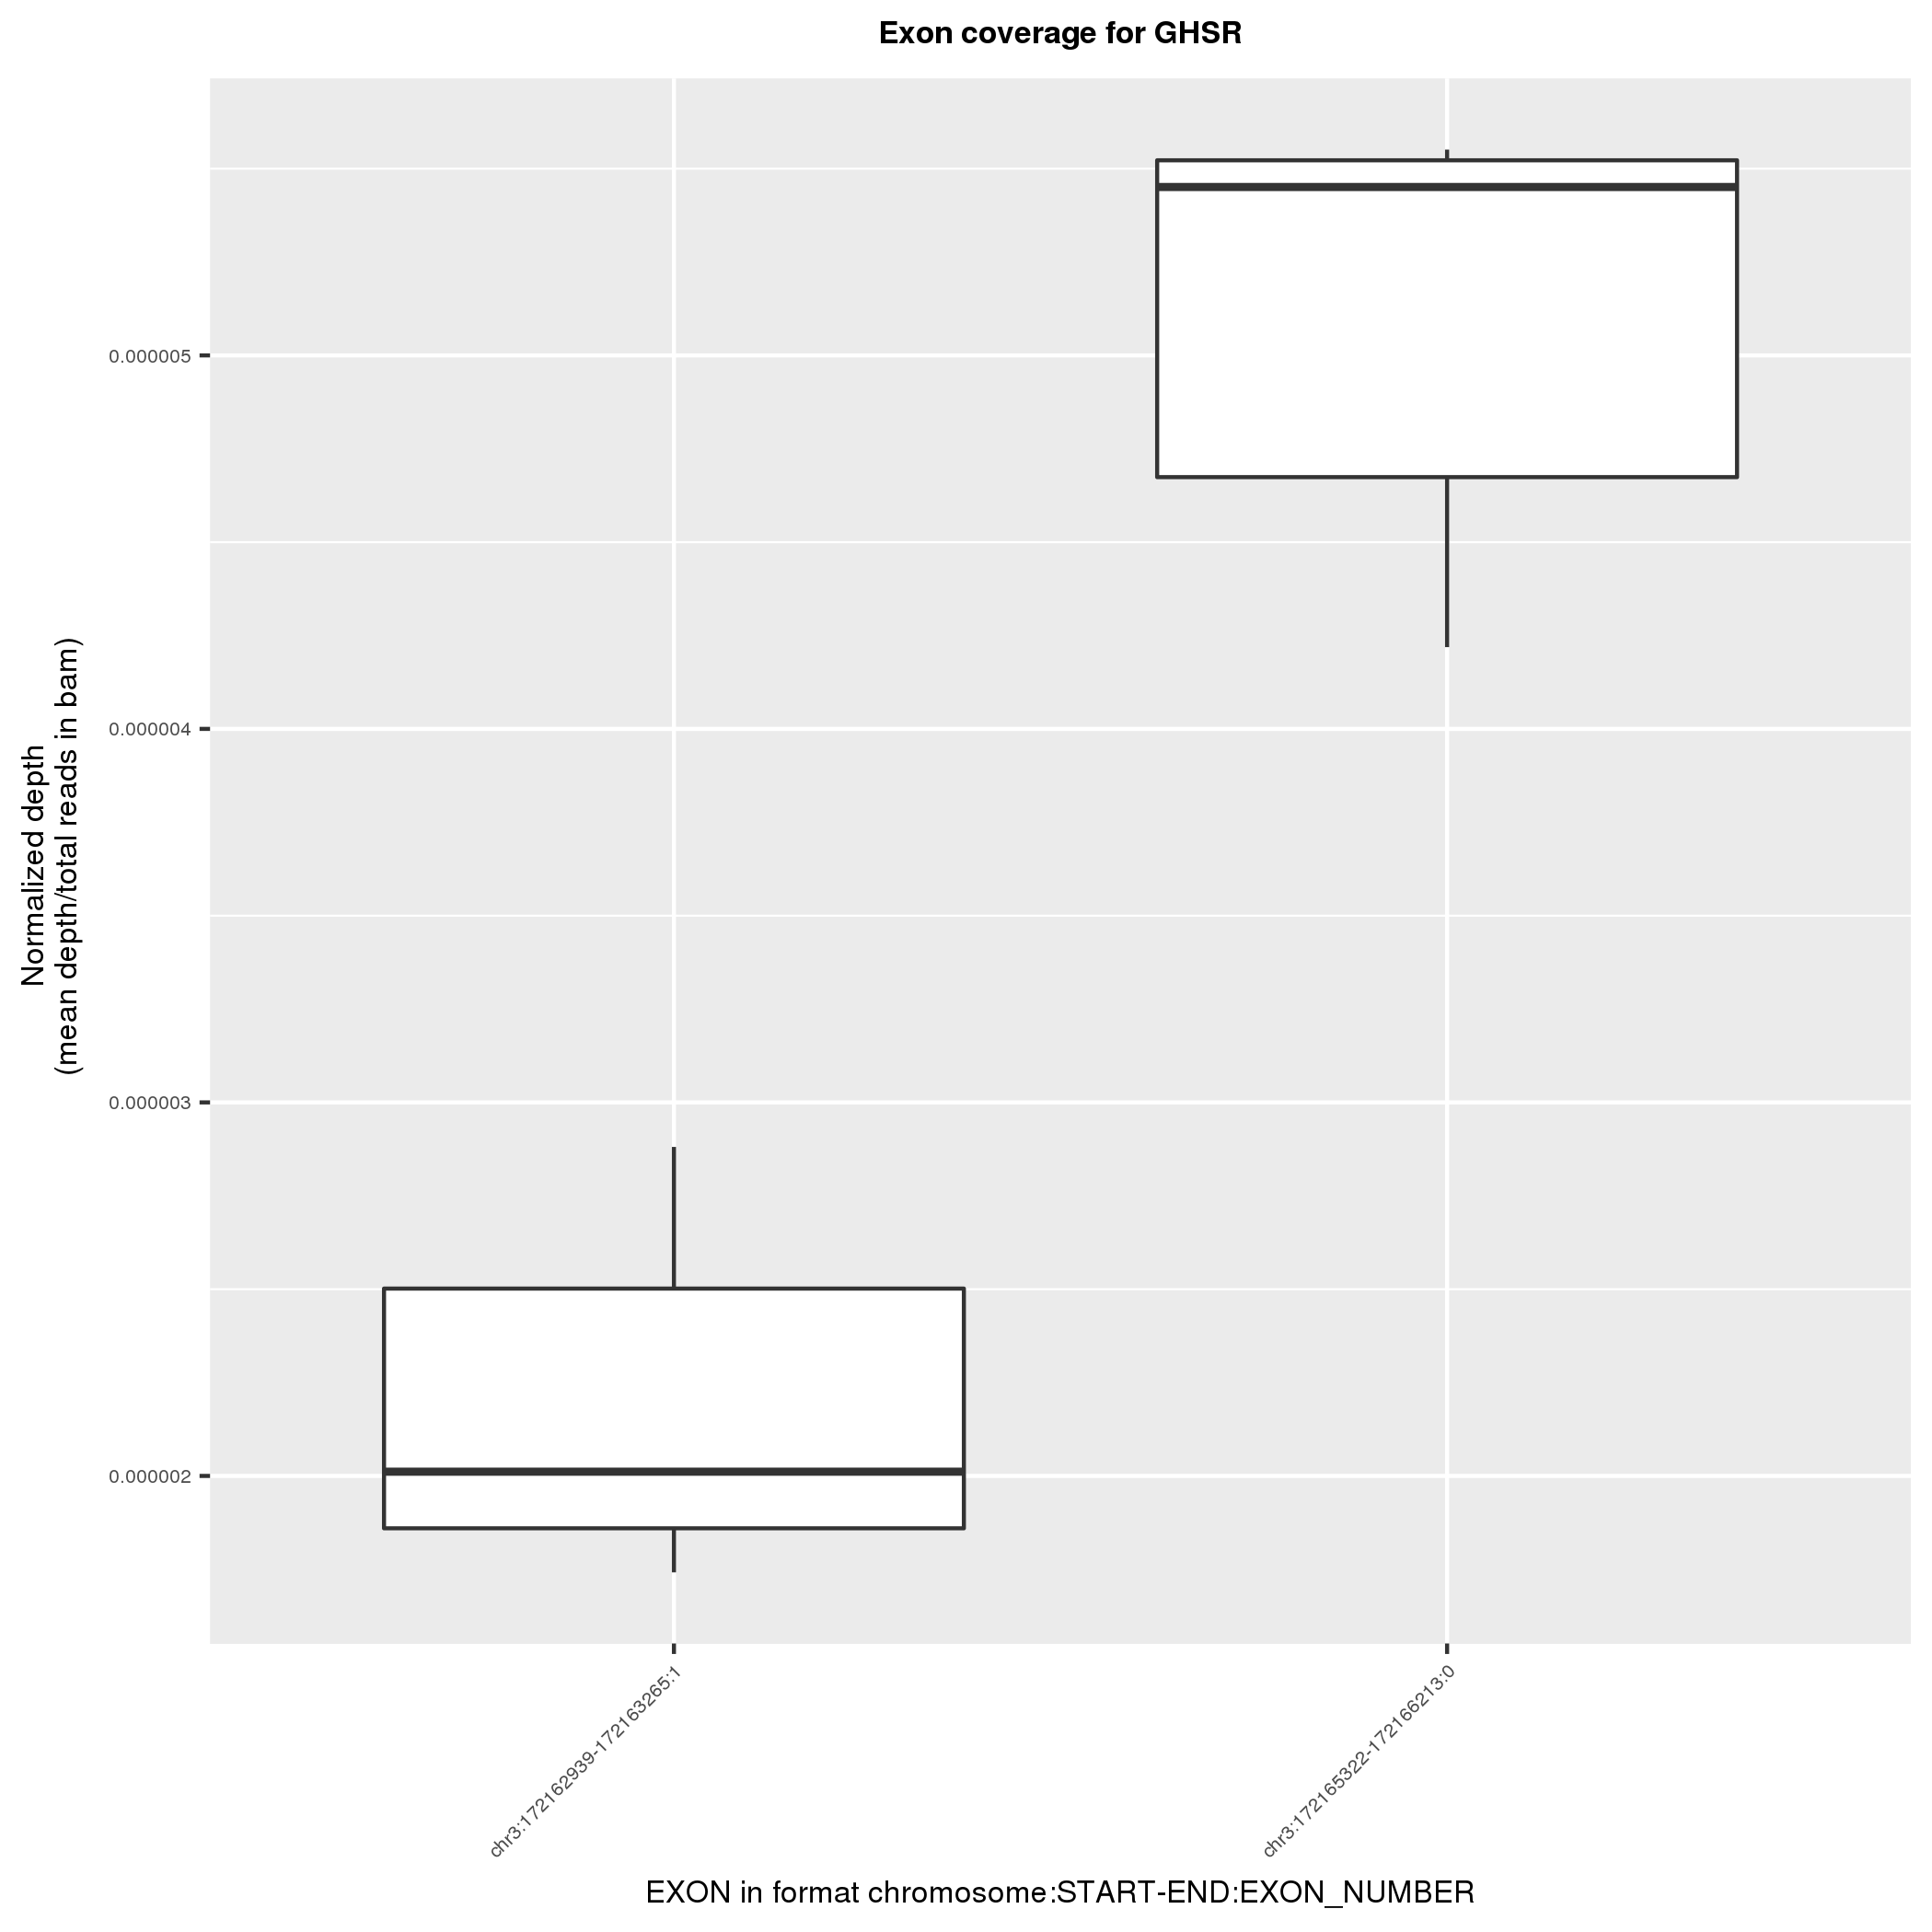 Exon coverage for GHSR
Normalized depth
(mean depth/total reads in bam)
0.000005
0.000004
0.000003
0.000002
chr3:172162939-172163265:1
chr3:172165322-172166213:0
EXON in format chromosome:START-END:EXON_NUMBER